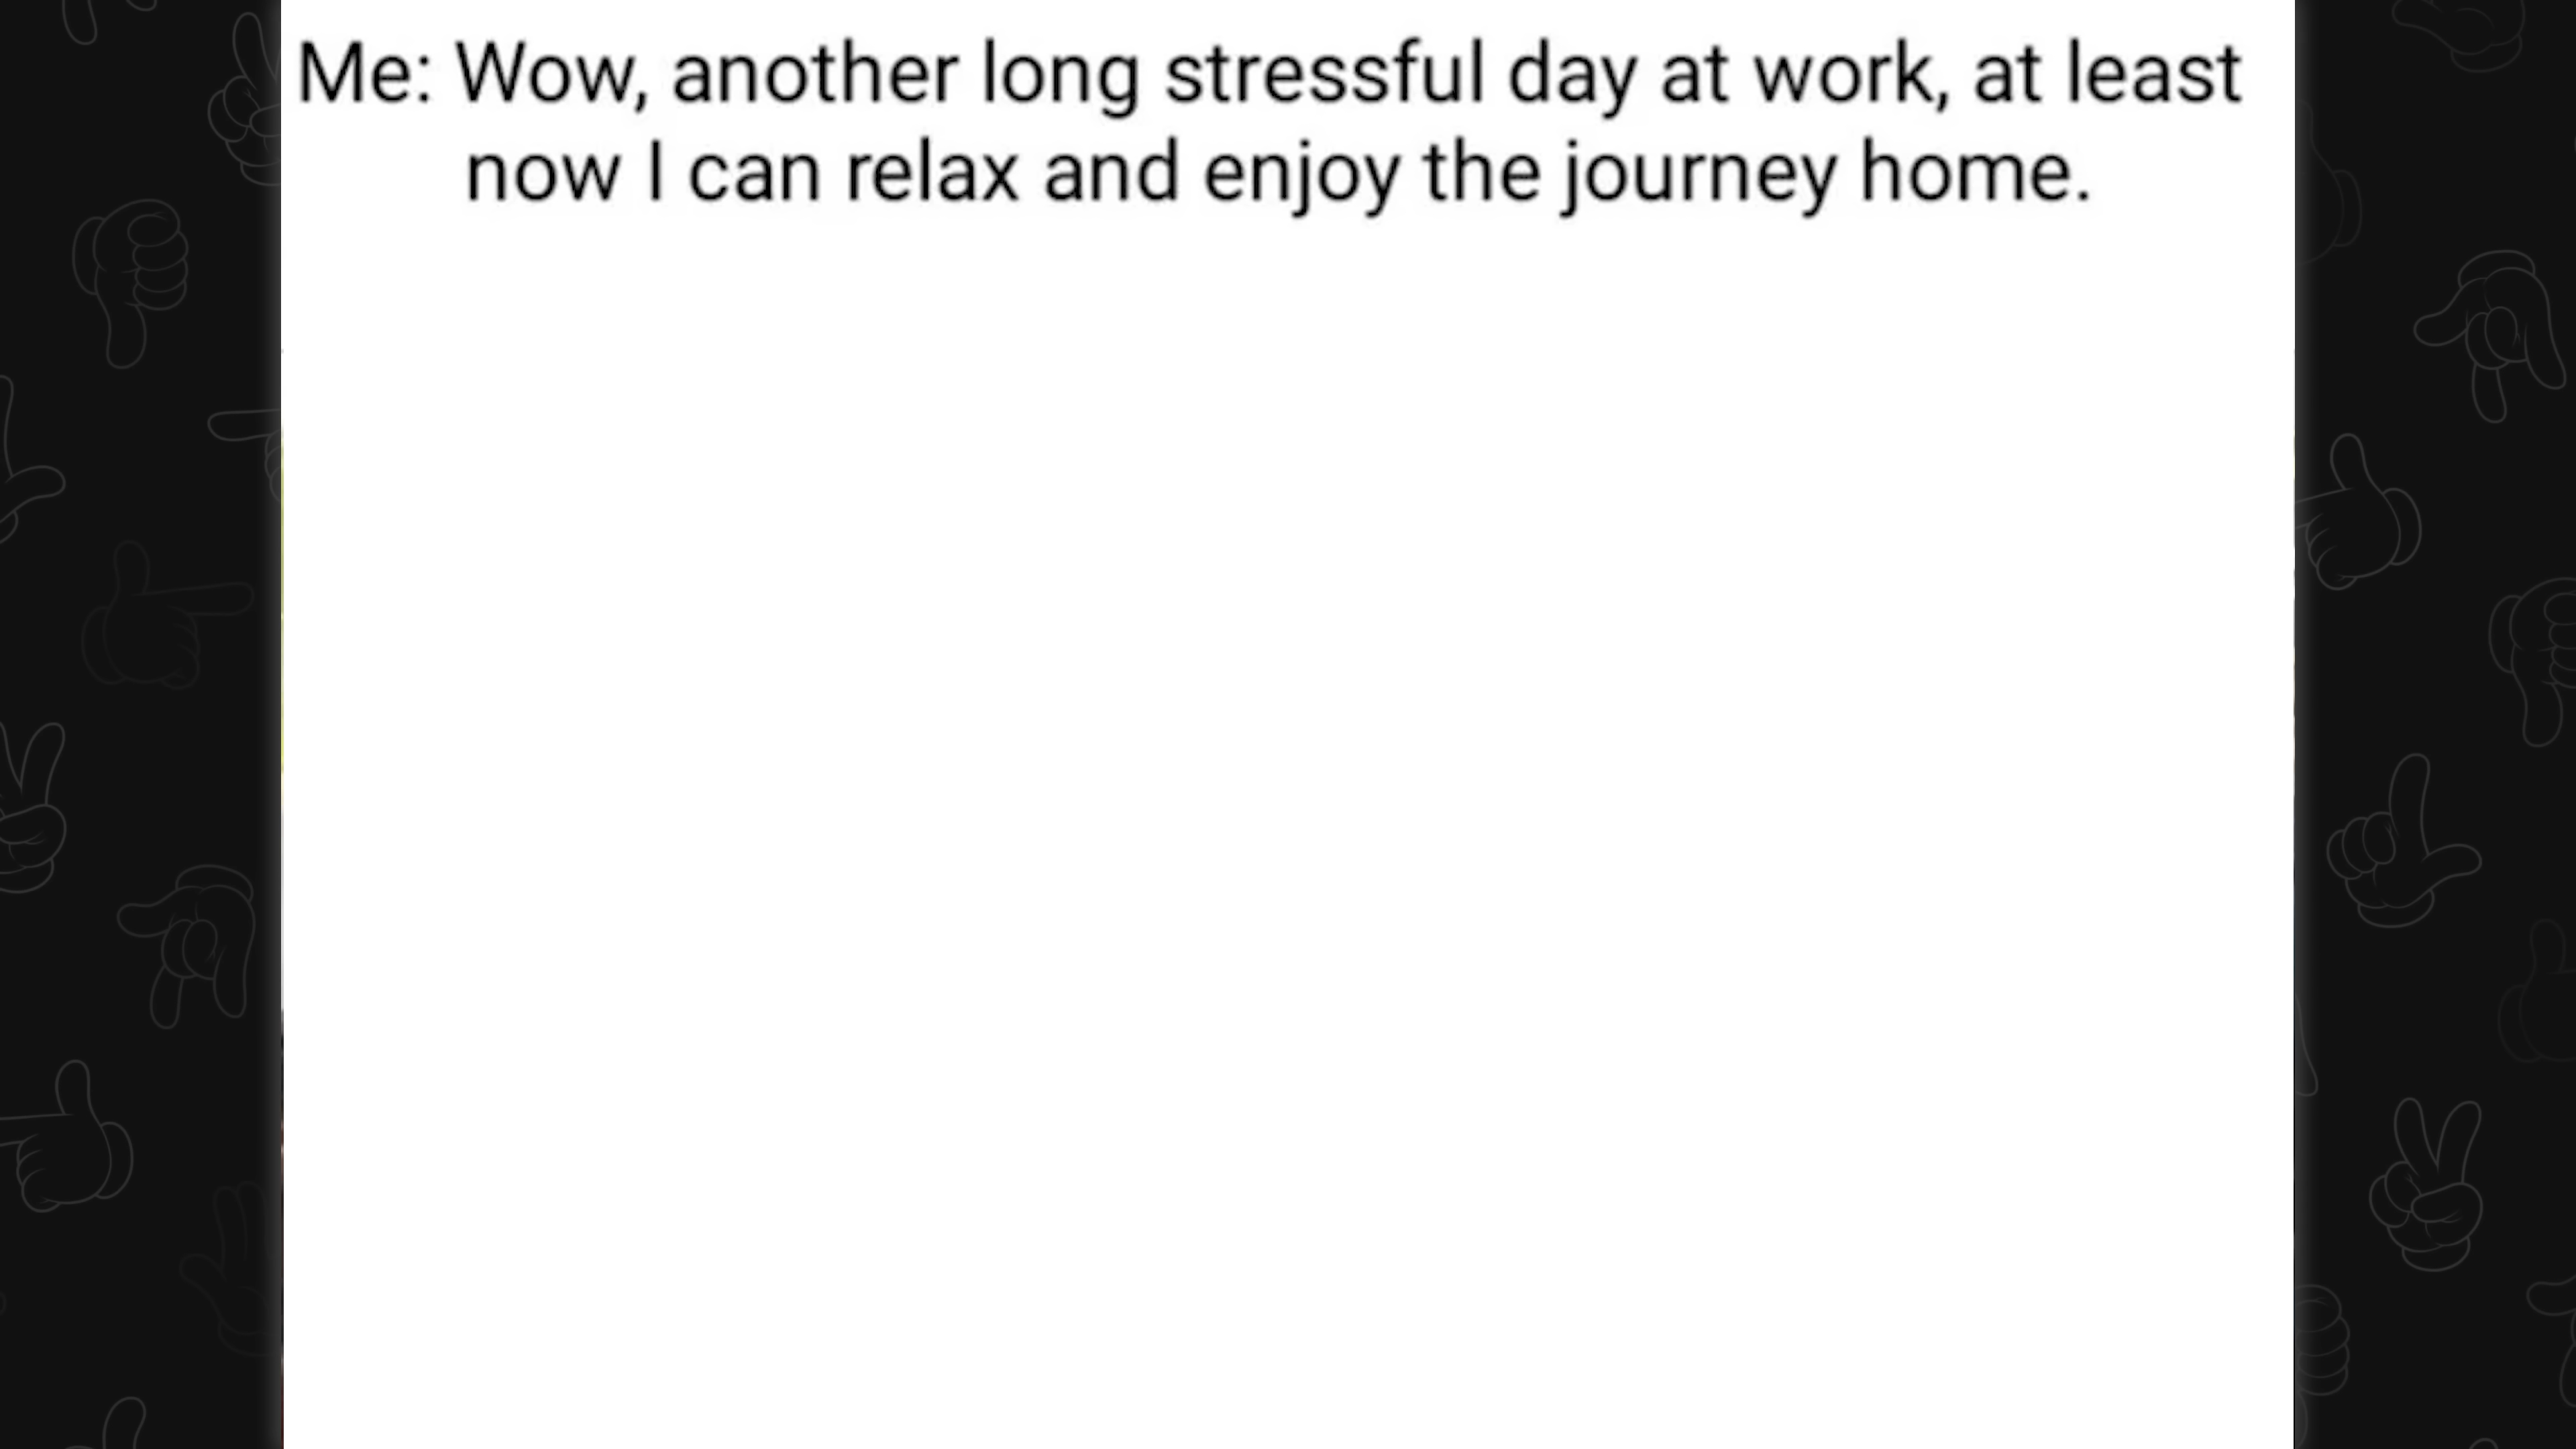 Me: Wow, another long stressful day at work, at least
now I can relax and enjoy the journey home.